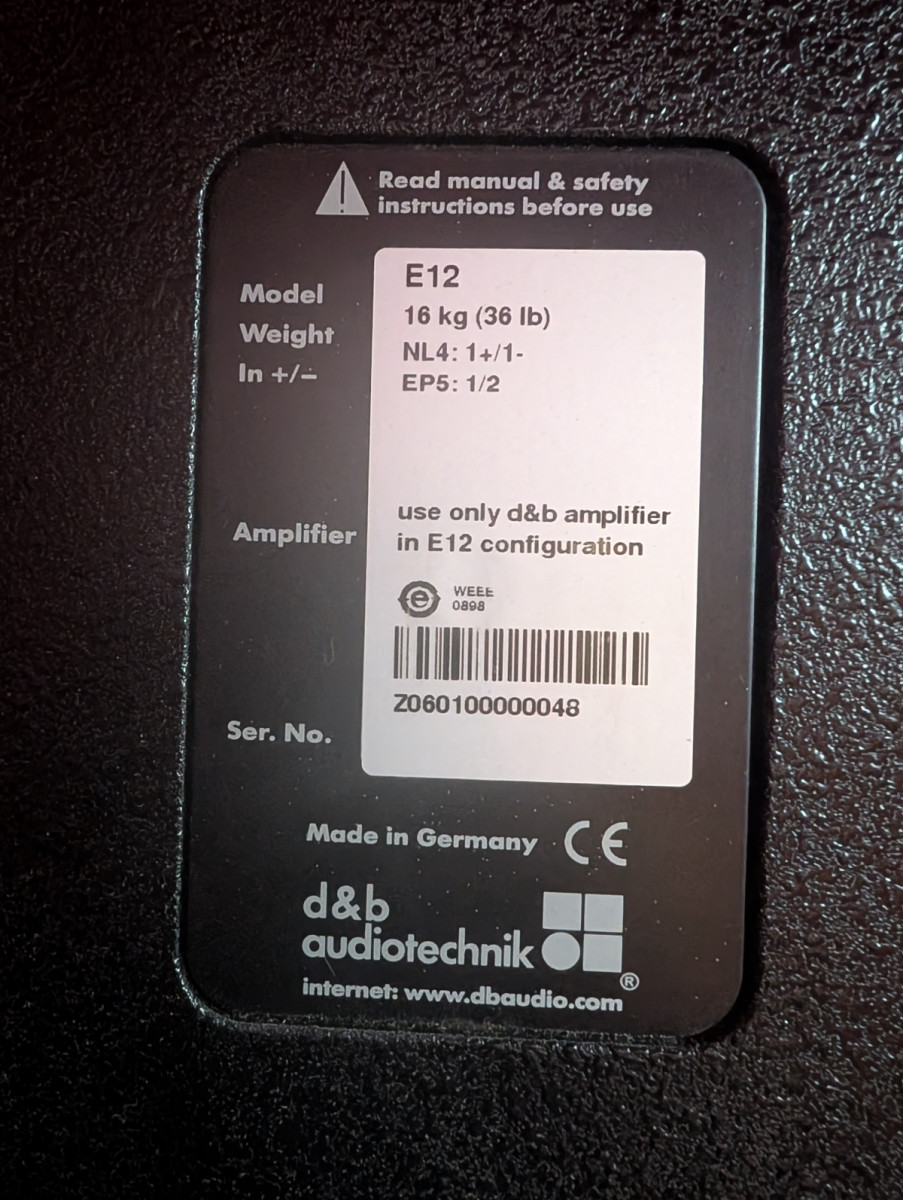 Read manual & safety
instructions before use
Model E12
Weight 16 kg (36 lb)
In +/− NL4: 1+/1-
EP5: 1/2
Amplifier use only d&b amplifier
in E12 configuration
e WEEE
0898
Z060100000048
Ser. No.
Made in Germany CE
d&b
audiotechnik ®
internet: www.dbaudio.com